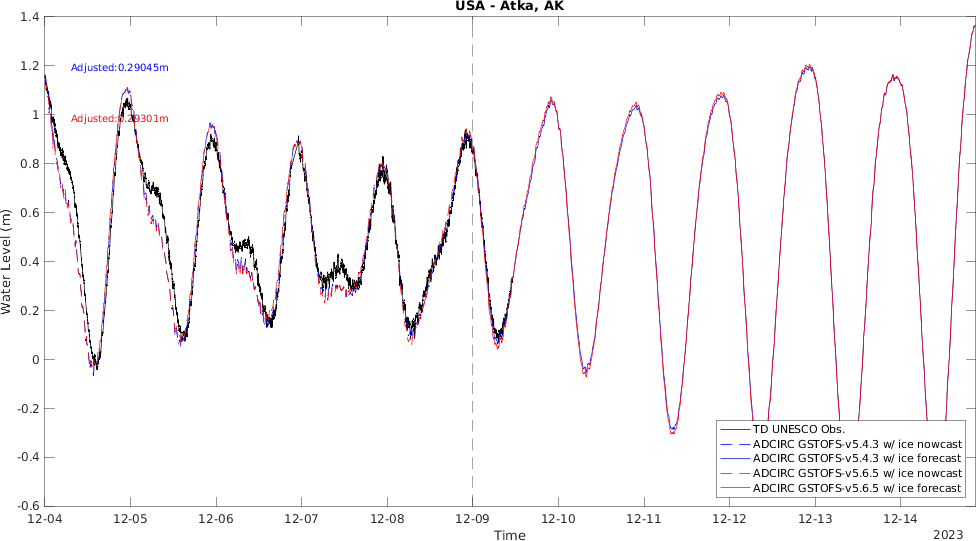 USA - Atka, AK
1.4
1.2
1
0.8
0.6
0.4
0.2
0
-0.2
-0.4
-0.6
Water Level (m)
Adjusted:0.29045m
Adjusted:0.29301m
TD UNESCO Obs.
ADCIRC GSTOFS-v5.4.3 w/ ice nowcast
ADCIRC GSTOFS-v5.4.3 w/ ice forecast
ADCIRC GSTOFS-v5.6.5 w/ ice nowcast
ADCIRC GSTOFS-v5.6.5 w/ ice forecast
12-04 12-05 12-06 12-07 12-08 12-09 12-10 12-11 12-12 12-13 12-14
Time
2023